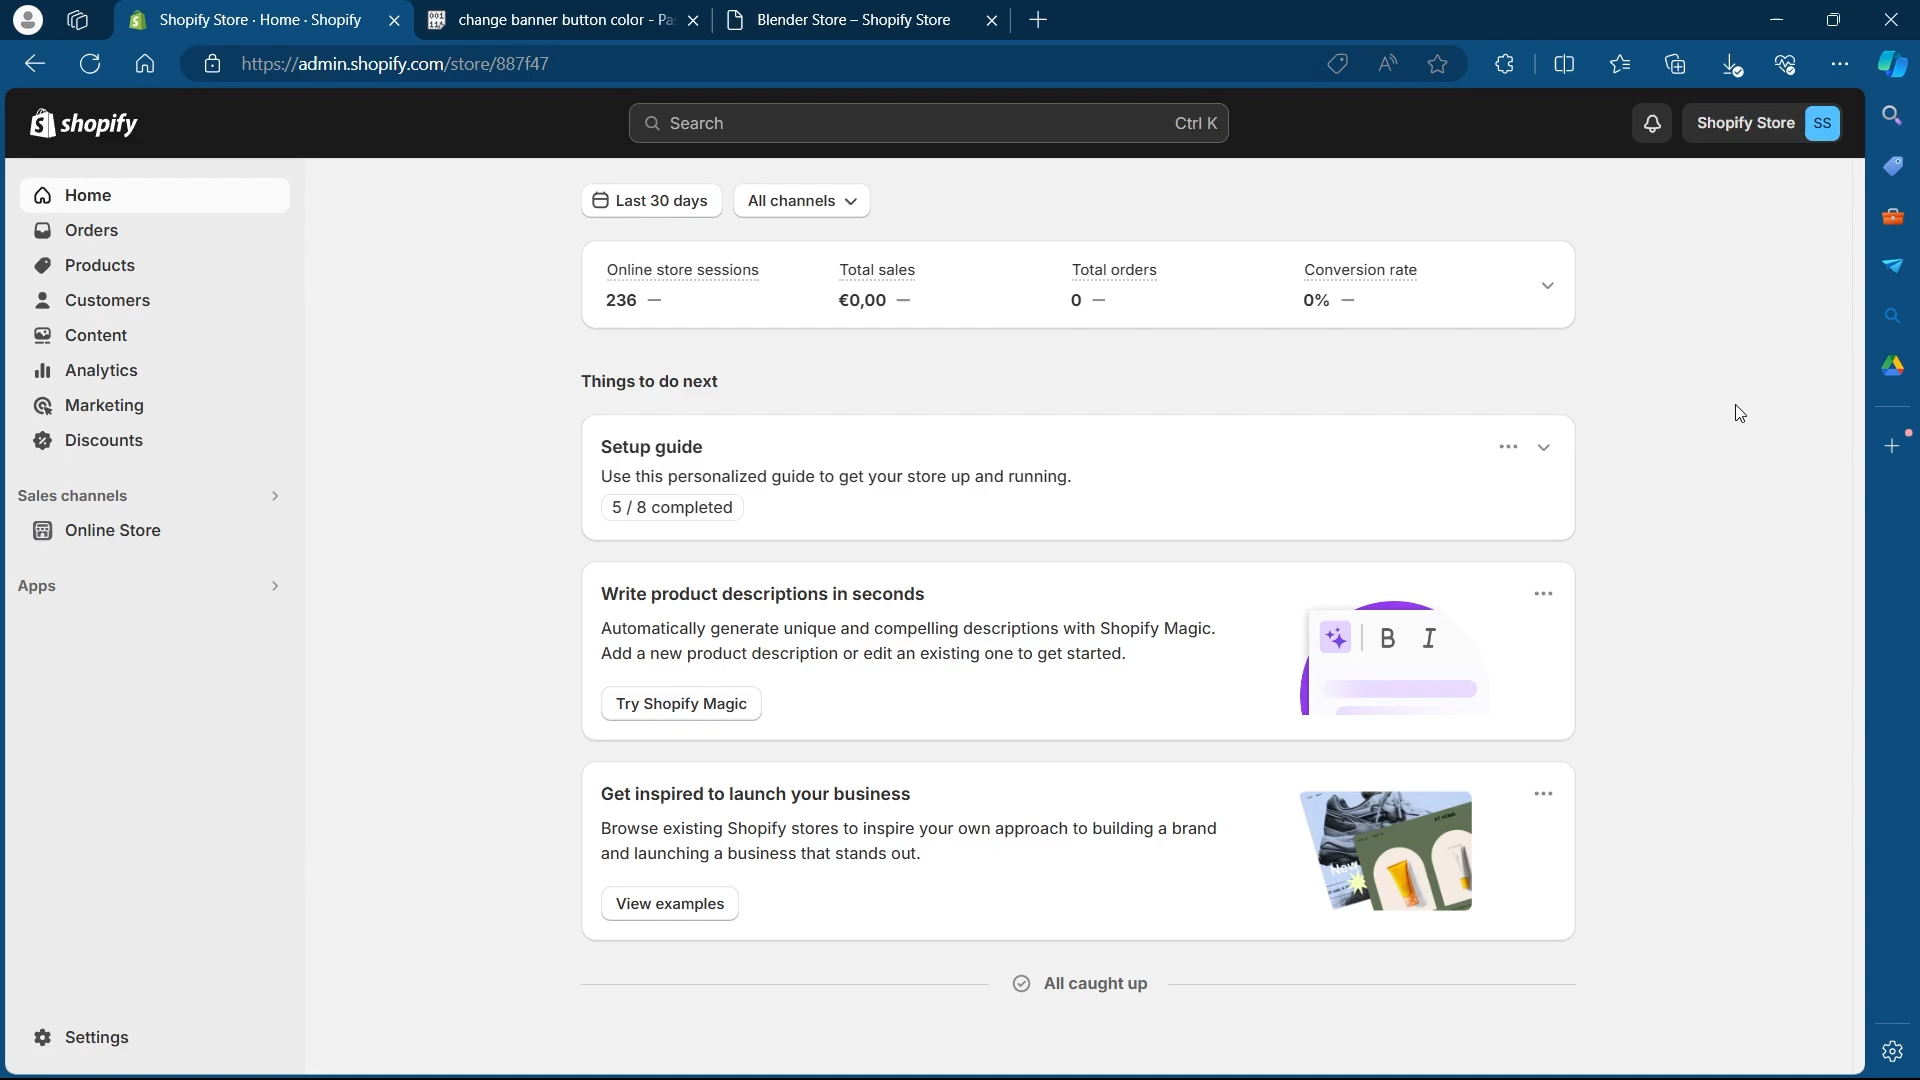 Shopify Store · Home · Shopify
change banner button color - Pa
Blender Store – Shopify Store
https://admin.shopify.com/store/887f47
shopify
Search
Ctrl K
Shopify Store
SS
Home
Orders
Products
Customers
Content
Analytics
Marketing
Discounts
Sales channels
Online Store
Apps
Settings
Last 30 days
All channels
Online store sessions
236 —
Total sales
€0,00 —
Total orders
0 —
Conversion rate
0% —
Things to do next
Setup guide
Use this personalized guide to get your store up and running.
5 / 8 completed
Write product descriptions in seconds
Automatically generate unique and compelling descriptions with Shopify Magic.
Add a new product description or edit an existing one to get started.
Try Shopify Magic
B I
Get inspired to launch your business
Browse existing Shopify stores to inspire your own approach to building a brand
and launching a business that stands out.
View examples
New
All caught up